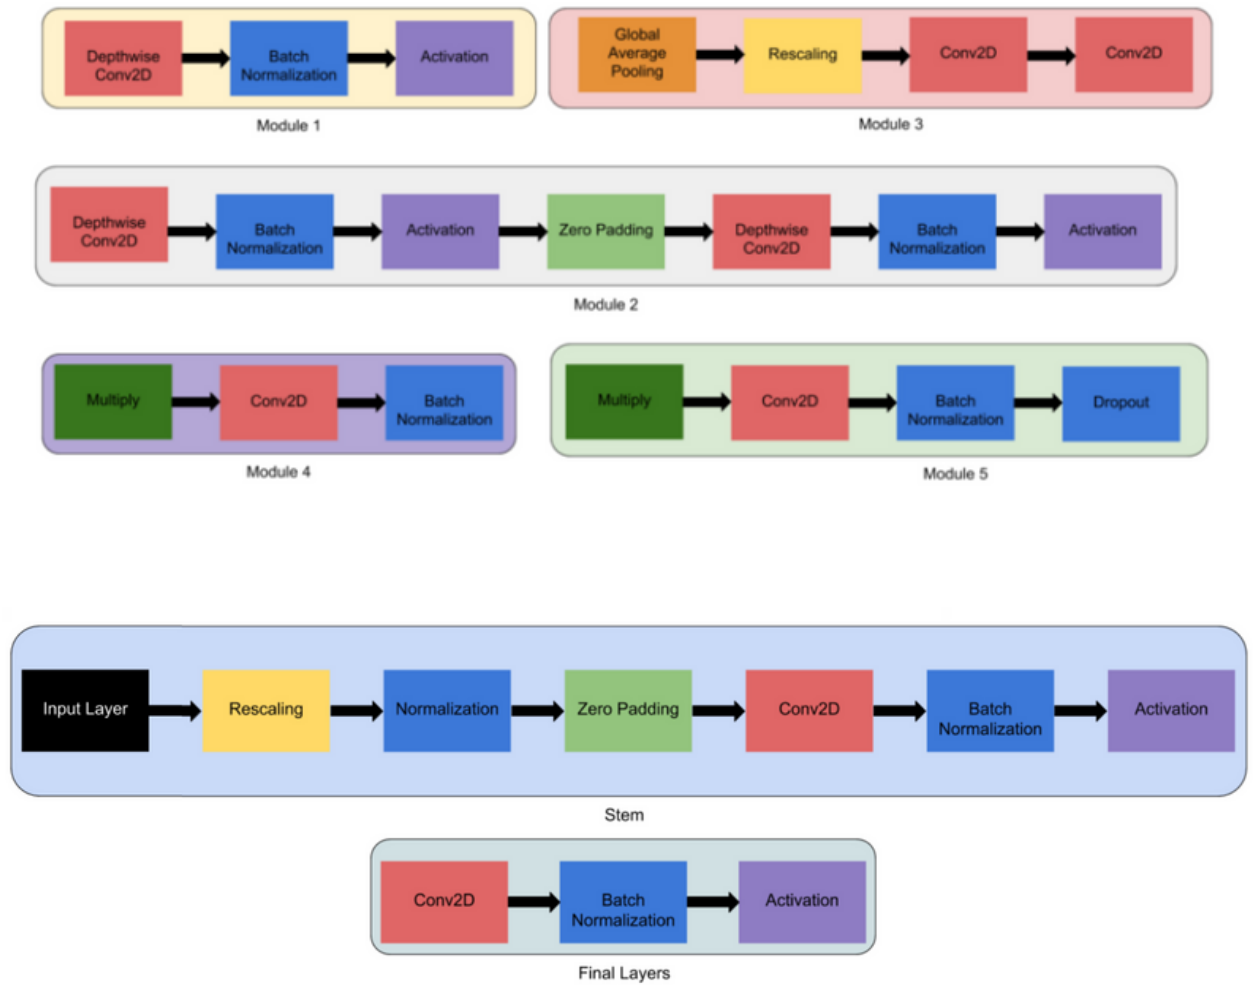 Depthwise
Conv2D
Batch
Normalization
Activation
Module 1
Global
Average
Pooling
Rescaling
Conv2D
Conv2D
Module 3
Depthwise
Conv2D
Batch
Normalization
Activation
Zero Padding
Depthwise
Conv2D
Batch
Normalization
Activation
Module 2
Multiply
Conv2D
Batch
Normalization
Module 4
Multiply
Conv2D
Batch
Normalization
Dropout
Module 5
Input Layer
Rescaling
Normalization
Zero Padding
Conv2D
Batch
Normalization
Activation
Stem
Conv2D
Batch
Normalization
Activation
Final Layers